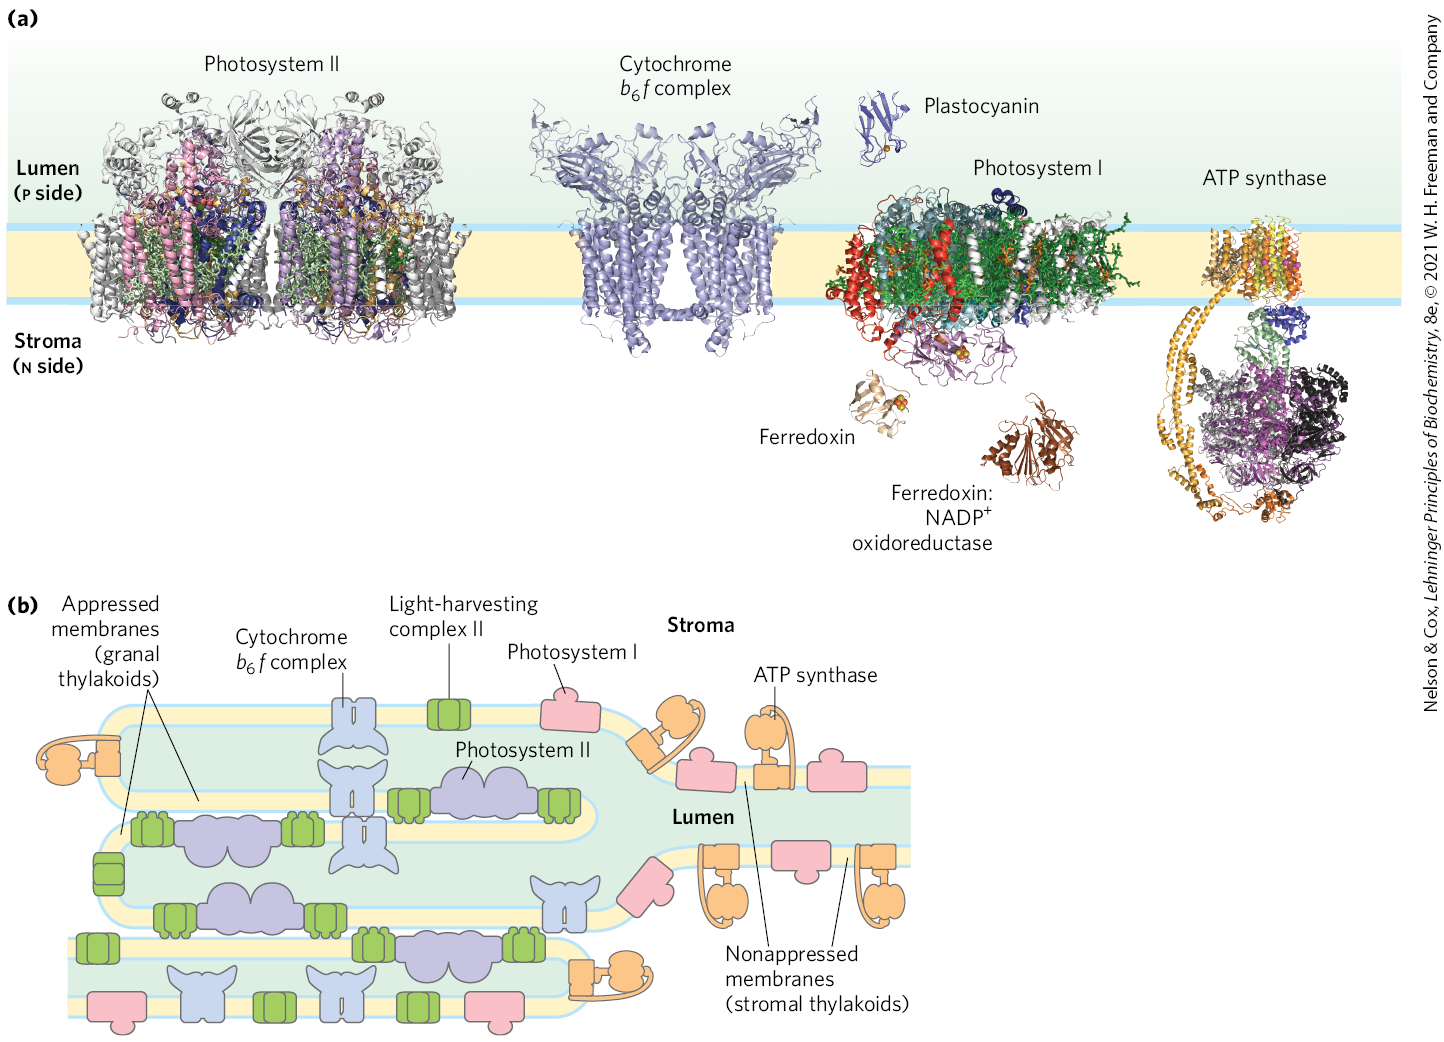 (a)
Photosystem II
Cytochrome
b₆f complex
Plastocyanin
Photosystem I
ATP synthase
Lumen
(P side)
Stroma
(N side)
Ferredoxin
Ferredoxin:
NADP⁺
oxidoreductase
Nelson & Cox, Lehninger Principles of Biochemistry, 8e, © 2021 W. H. Freeman and Company
(b)
Appressed
membranes
(granal
thylakoids)
Cytochrome
b₆f complex
Light-harvesting
complex II
Photosystem I
Stroma
ATP synthase
Photosystem II
Lumen
Nonappressed
membranes
(stromal thylakoids)